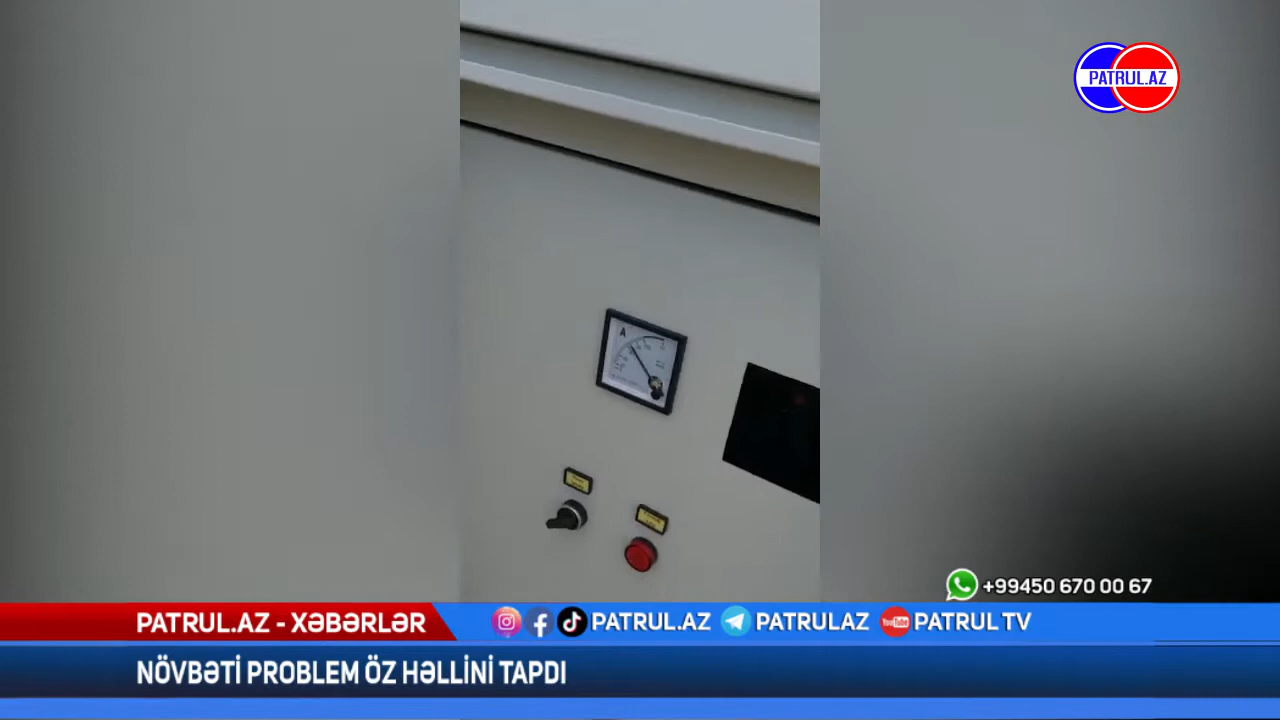 PATRUL.AZ
A
+99450 670 00 67
PATRUL.AZ - XƏBƏRLƏR
PATRUL.AZ
PATRULAZ
YouTube
PATRUL TV
NÖVBƏTİ PROBLEM ÖZ HƏLLİNİ TAPDI